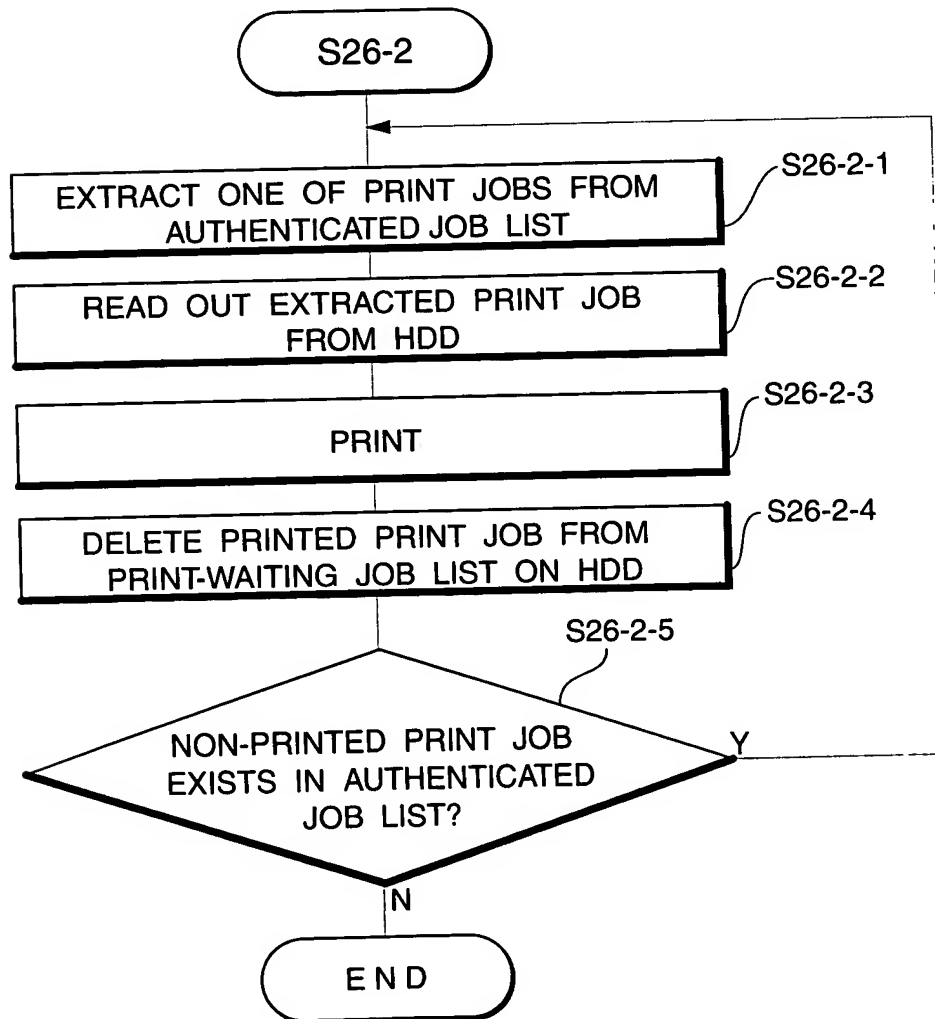 S26-2
EXTRACT ONE OF PRINT JOBS FROM
AUTHENTICATED JOB LIST
S26-2-1
READ OUT EXTRACTED PRINT JOB
FROM HDD
S26-2-2
PRINT
S26-2-3
DELETE PRINTED PRINT JOB FROM
PRINT-WAITING JOB LIST ON HDD
S26-2-4
S26-2-5
NON-PRINTED PRINT JOB
EXISTS IN AUTHENTICATED
JOB LIST?
Y
N
END